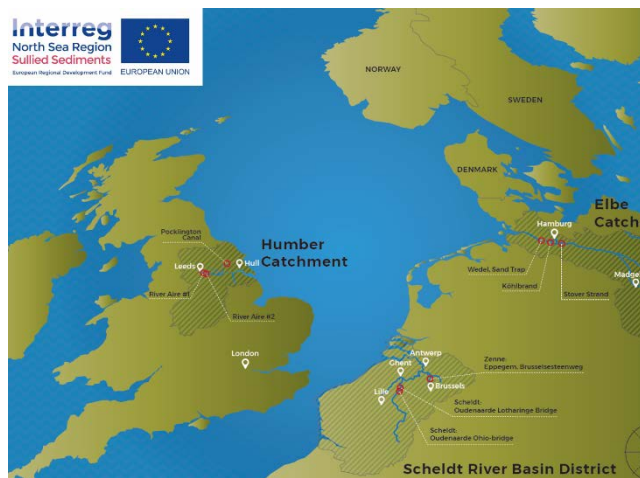 Interreg
North Sea Region
Sullied Sediments
European Regional Development Fund
EUROPEAN UNION
NORWAY
SWEDEN
DENMARK
Elbe
Catch
Hamburg
Pocklington
Canal
Humber
Catchment
Leeds
Hull
Wedel, Sand Trap
Madge
Köhlbrand
River Aire #1
Stover Strand
River Aire #2
London
Antwerp
Zenne:
Eppegem, Brusselsesteenweg
Ghent
Brussels
Lille
Scheldt:
Oudenaarde Lotharinge Bridge
Scheldt:
Oudenaarde Ohio-bridge
Scheldt River Basin District